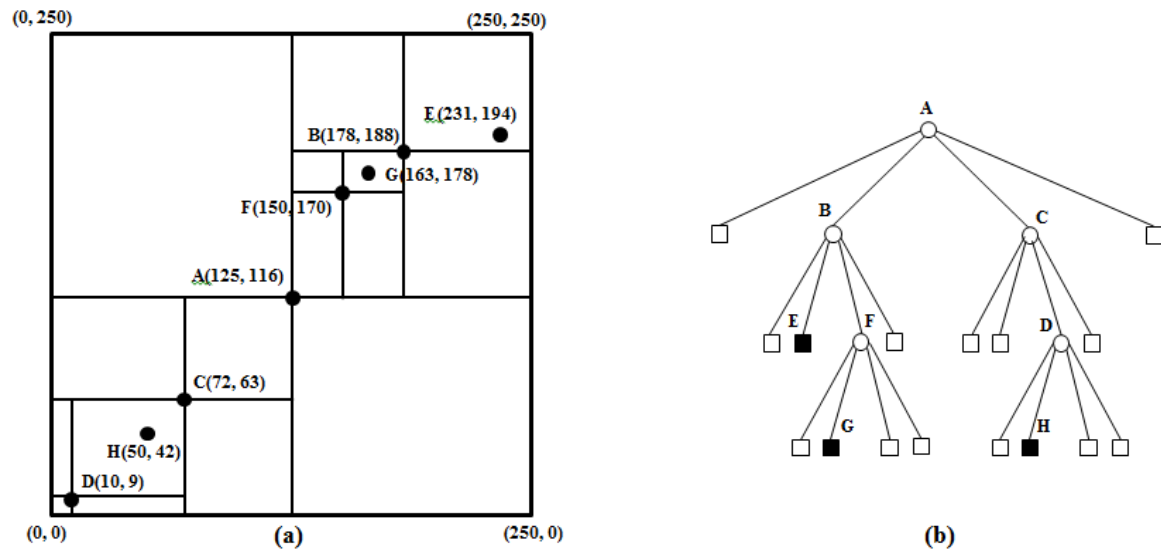 (0, 250)
(250, 250)
E(231, 194)
B(178, 188)
G(163, 178)
F(150, 170)
A(125, 116)
C(72, 63)
H(50, 42)
D(10, 9)
(0, 0)
(a)
(250, 0)
A
B
C
E
F
D
G
H
(b)